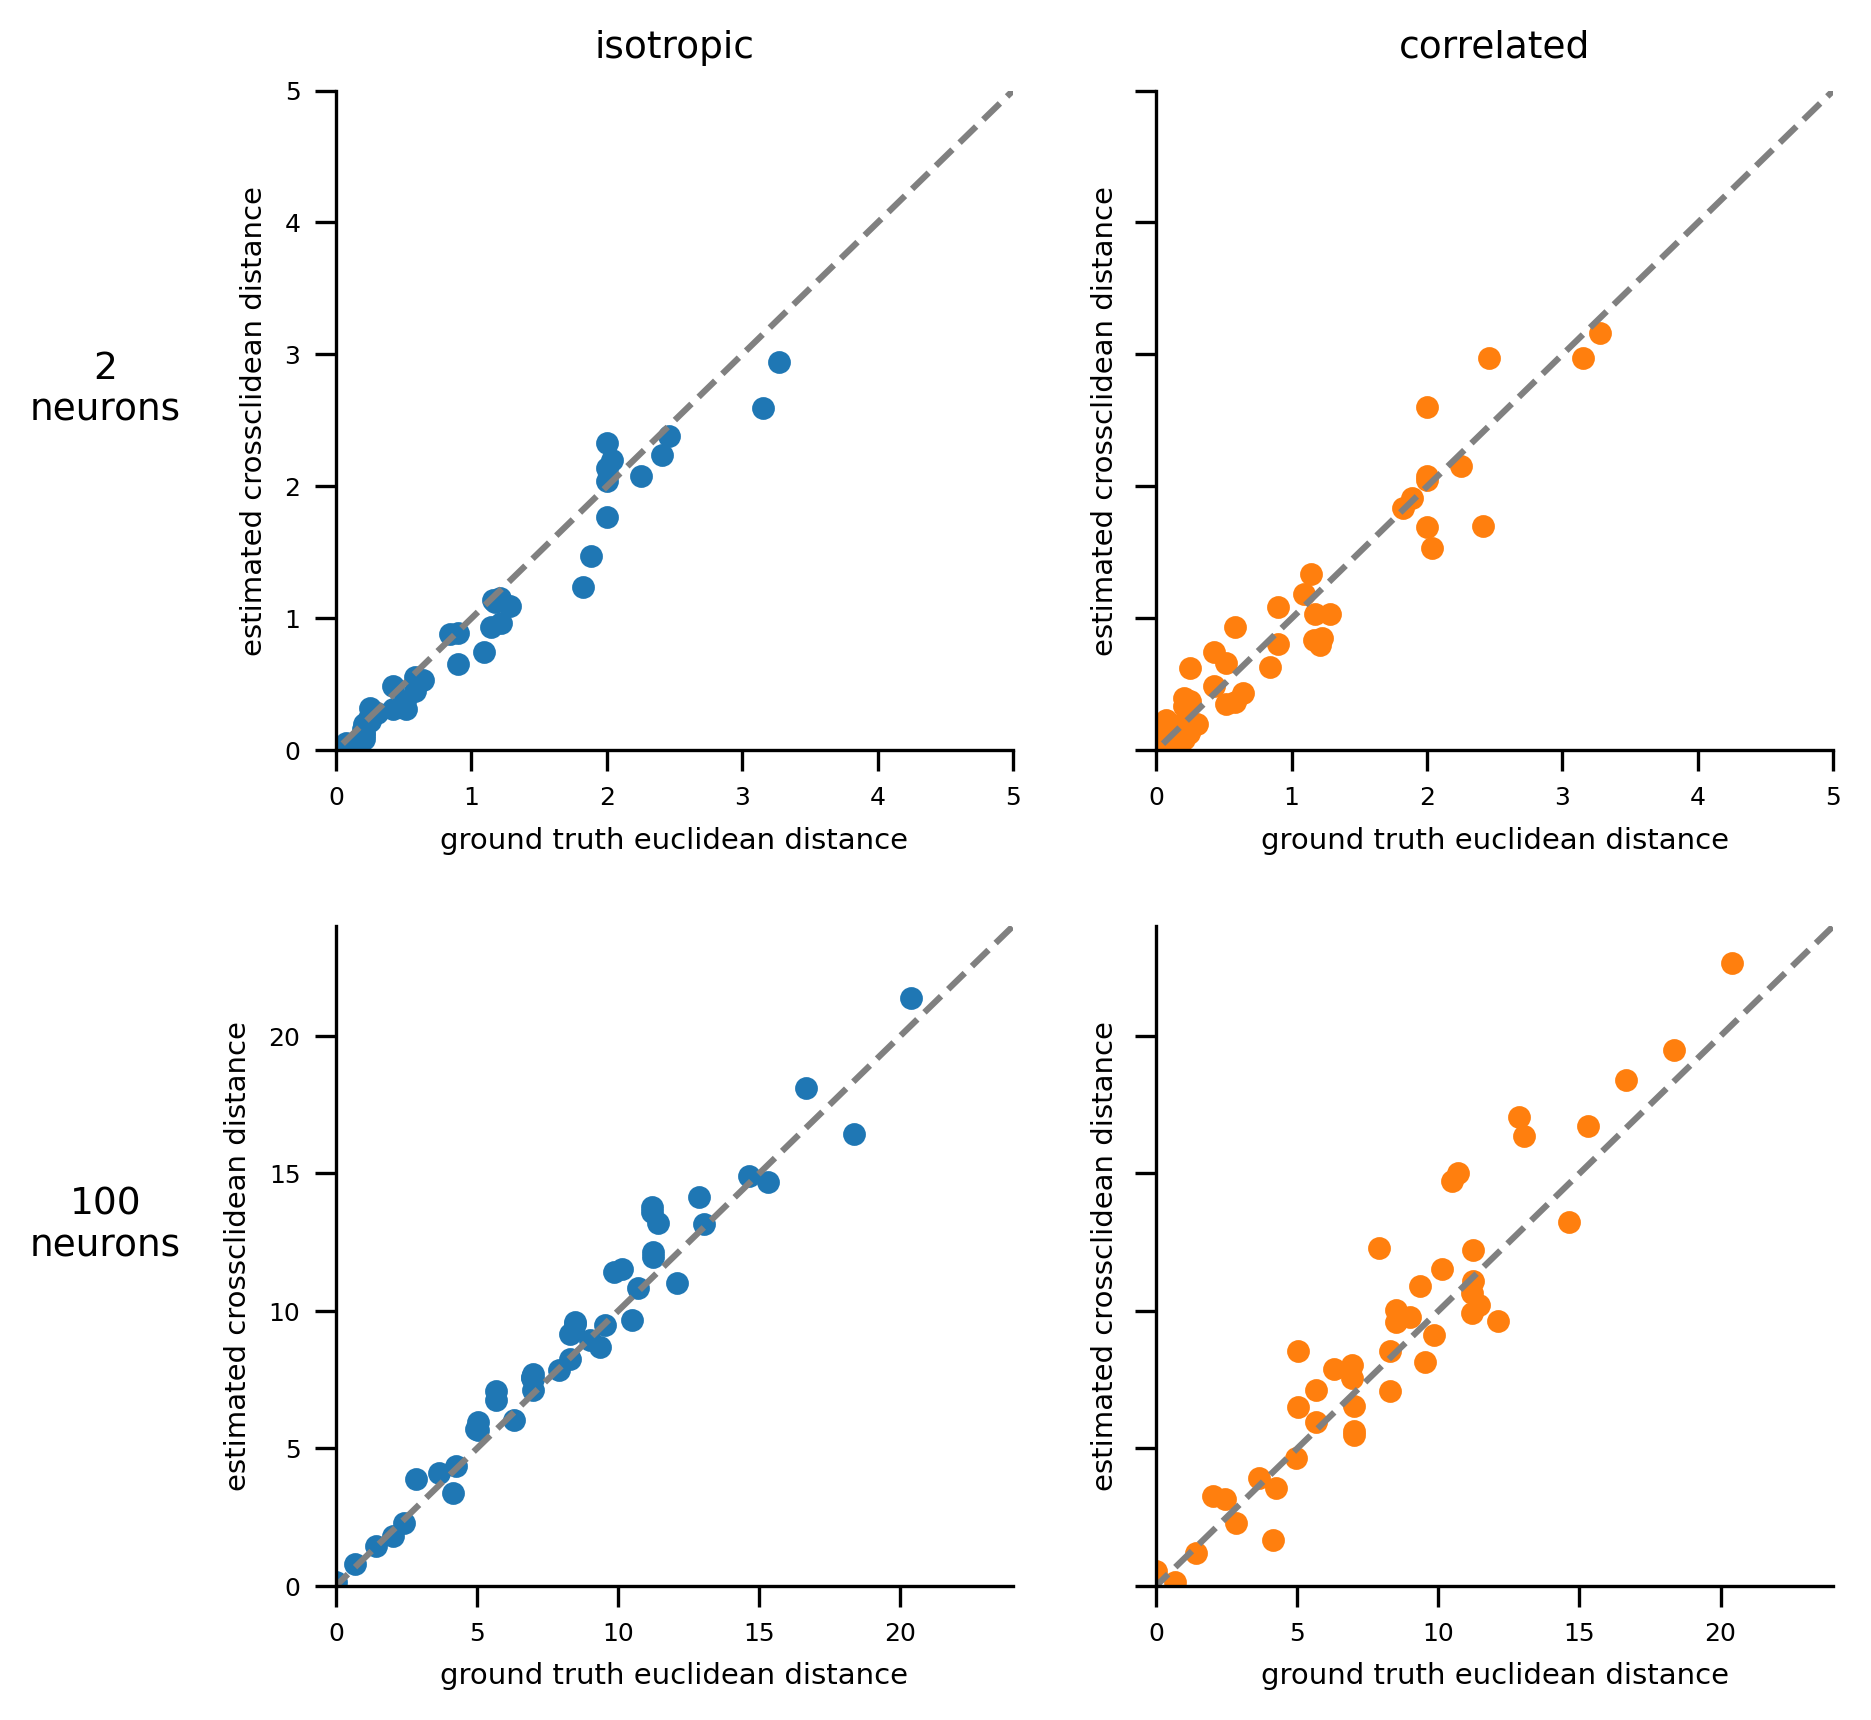 isotropic
correlated
2
neurons
estimated crossclidean distance
5
4
3
2
1
0
0 1 2 3 4 5
ground truth euclidean distance
estimated crossclidean distance
0 1 2 3 4 5
ground truth euclidean distance
100
neurons
estimated crossclidean distance
20
15
10
5
0
0 5 10 15 20
ground truth euclidean distance
estimated crossclidean distance
0 5 10 15 20
ground truth euclidean distance